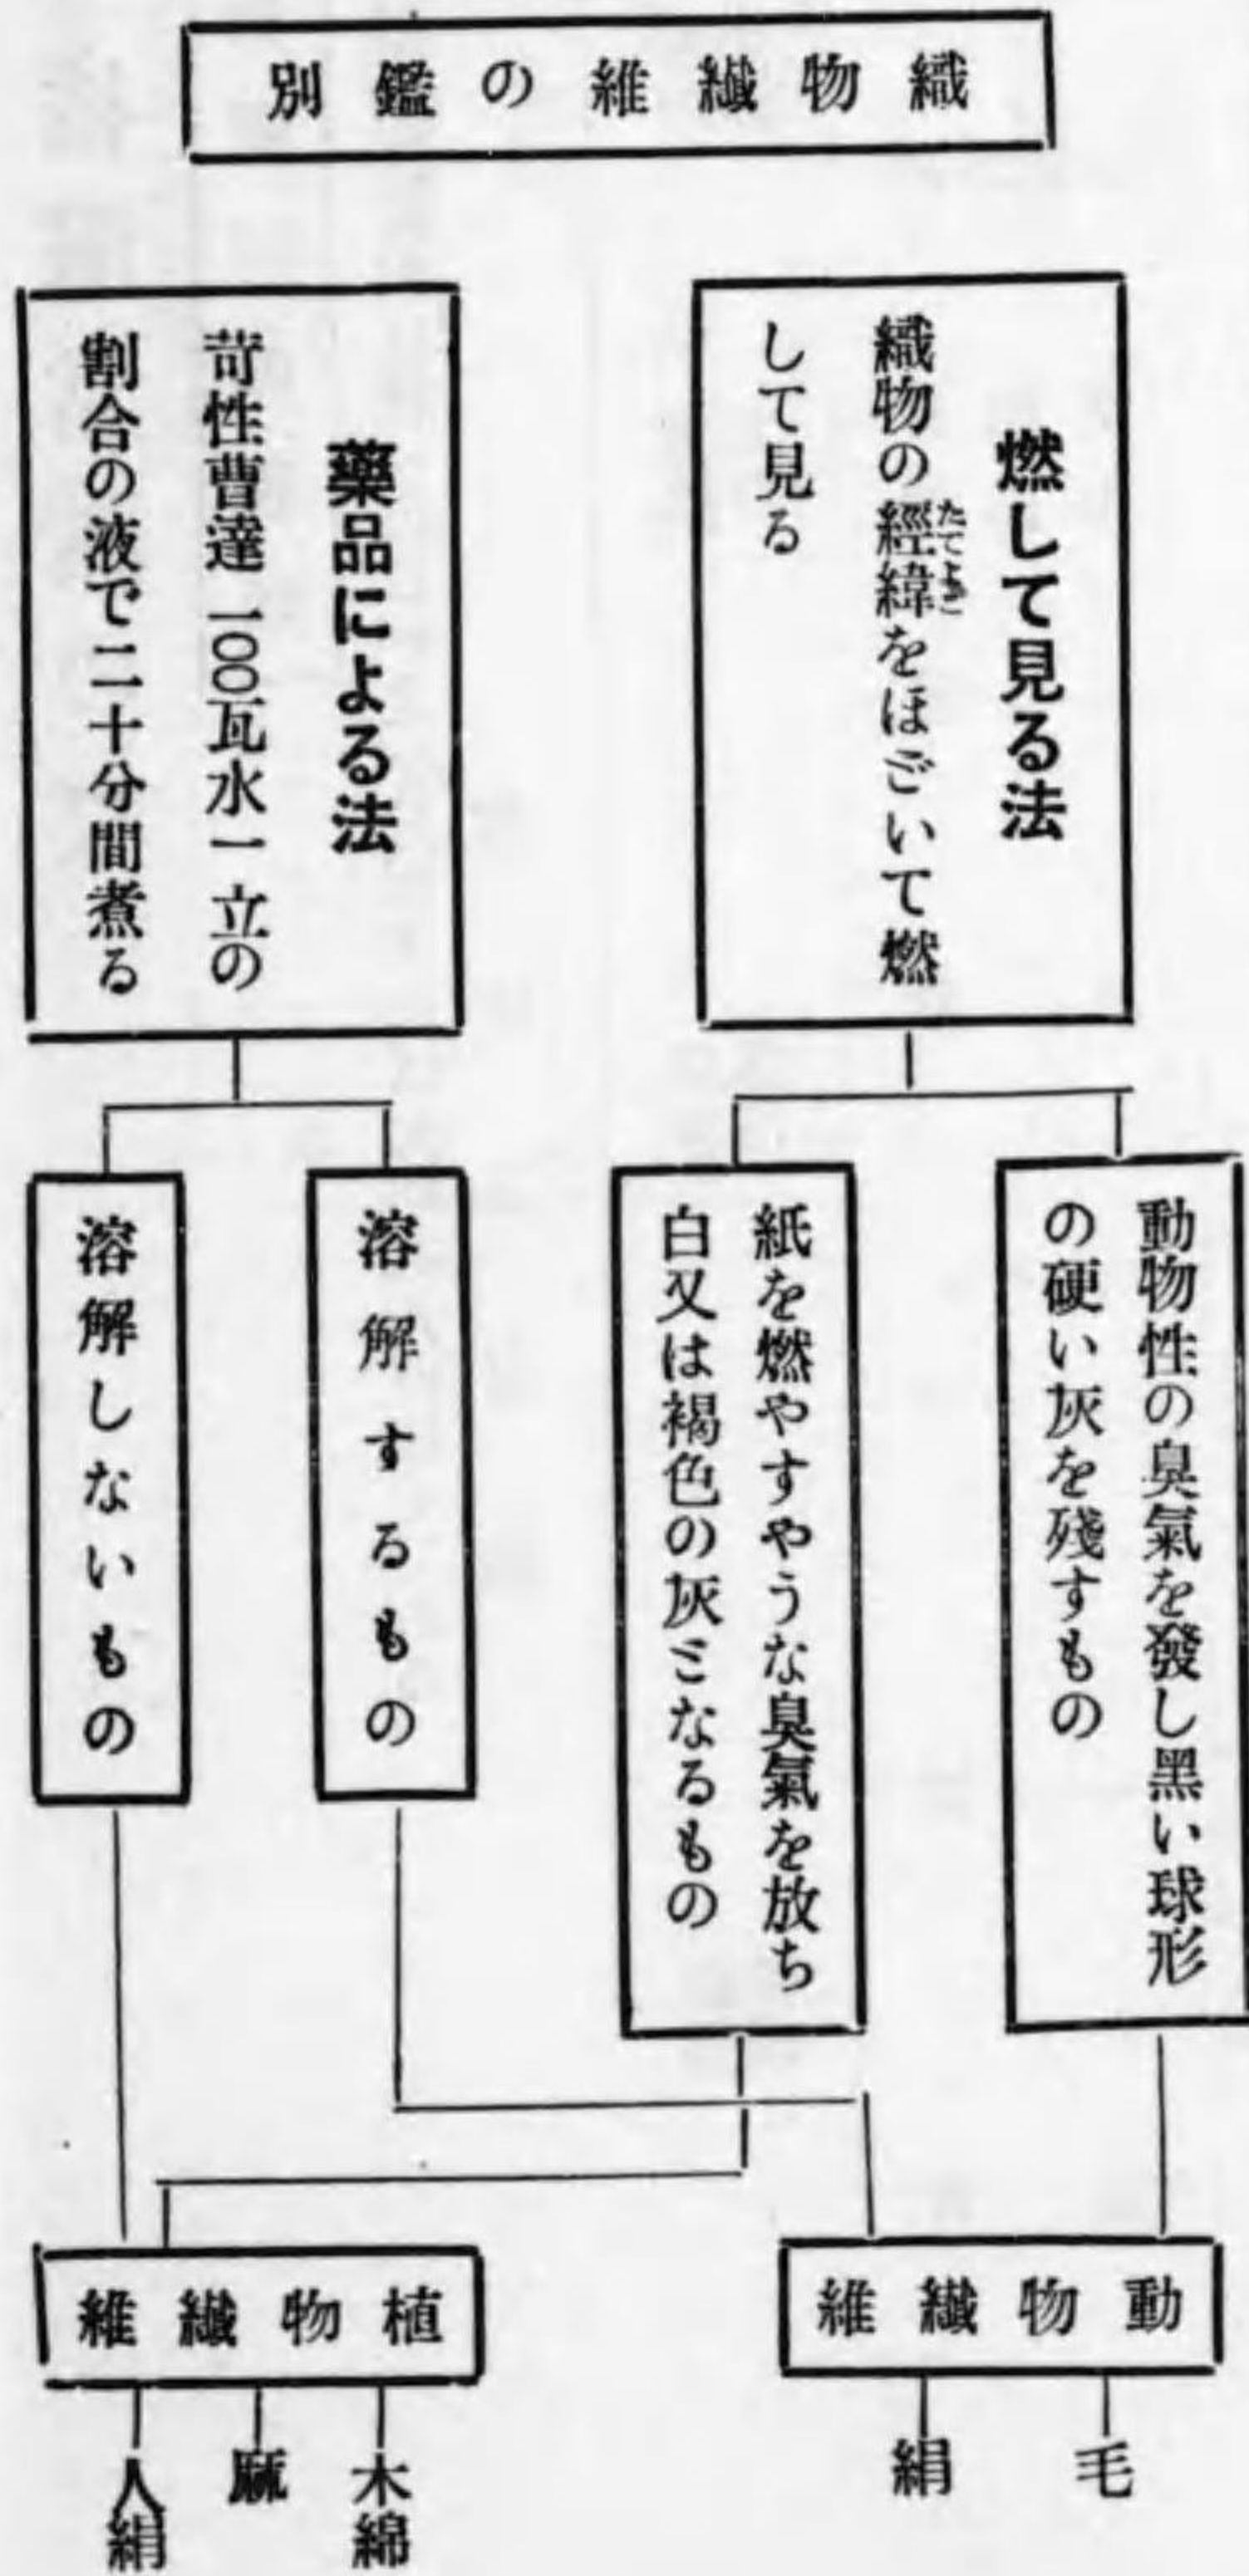 織物纎維の鑑別
燃して見る法
織物の經緯をほごいて燃
たてよこ
して見る
藥品による法
苛性曹達一〇〇瓦水一立の
割合の液で二十分間煮る
動物性の臭氣を發し黑い球形
の硬い灰を殘すもの
紙を燃やすやうな臭氣を放ち
白又は褐色の灰となるもの
溶解するもの
溶解しないもの
動物纎維
毛
絹
植物纎維
木綿
麻
人絹